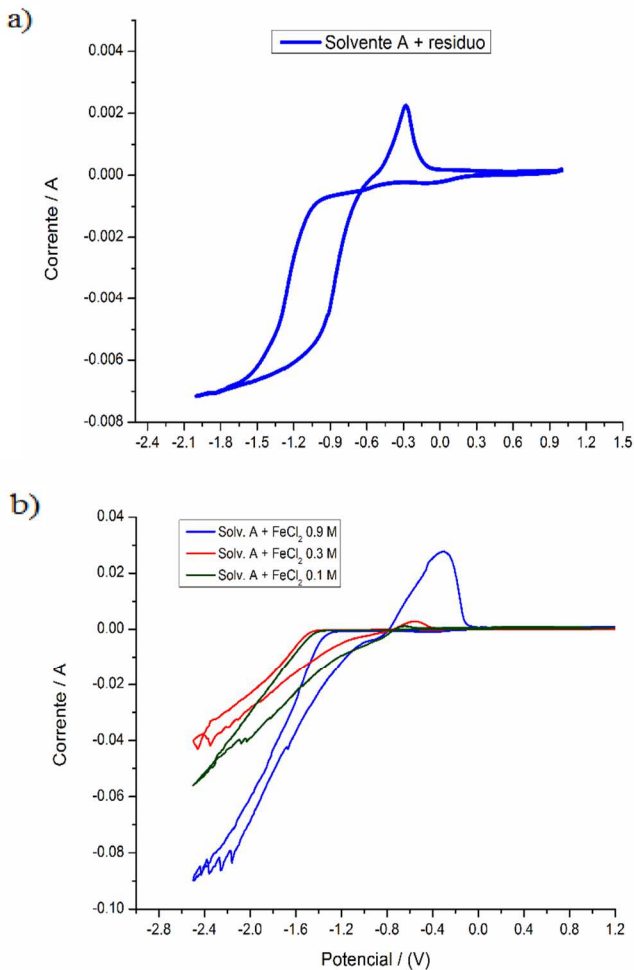 a)
Solvente A + residuo
0.004
0.002
0.000
-0.002
-0.004
-0.006
-0.008
Corrente / A
-2.4 -2.1 -1.8 -1.5 -1.2 -0.9 -0.6 -0.3 0.0 0.3 0.6 0.9 1.2 1.5
b)
Solv. A + FeCl₂ 0.9 M
Solv. A + FeCl₂ 0.3 M
Solv. A + FeCl₂ 0.1 M
0.04
0.02
0.00
-0.02
-0.04
-0.06
-0.08
-0.10
Corrente / A
-2.8 -2.4 -2.0 -1.6 -1.2 -0.8 -0.4 0.0 0.4 0.8 1.2
Potencial / (V)